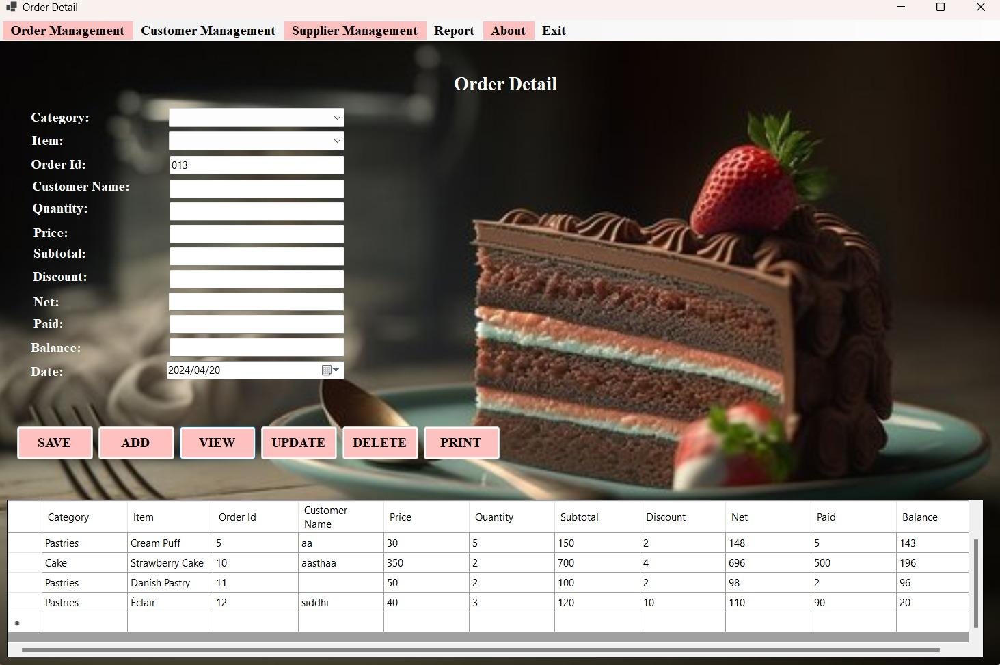 Order Detail
Order Management Customer Management Supplier Management Report About Exit
Order Detail
Category:
Item:
Order Id: 013
Customer Name:
Quantity:
Price:
Subtotal:
Discount:
Net:
Paid:
Balance:
Date: 2024/04/20
SAVE ADD VIEW UPDATE DELETE PRINT
Category Item Order Id Customer Name Price Quantity Subtotal Discount Net Paid Balance
Pastries Cream Puff 5 aa 30 5 150 2 148 5 143
Cake Strawberry Cake 10 aasthaa 350 2 700 4 696 500 196
Pastries Danish Pastry 11 50 2 100 2 98 2 96
Pastries Éclair 12 siddhi 40 3 120 10 110 90 20